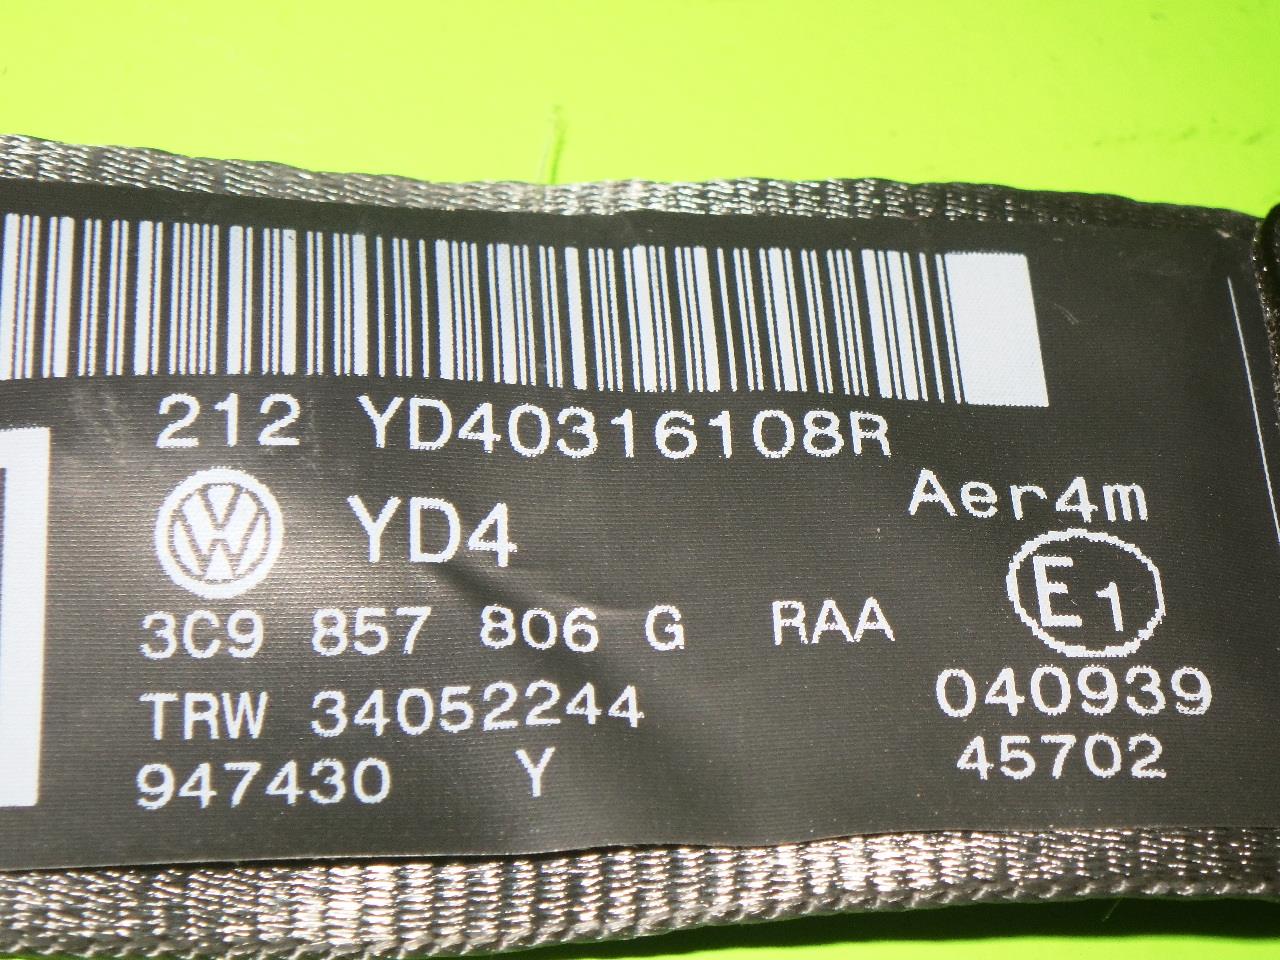 212 YD40316108R
YD4
Aer4m
E1
3C9 857 806 G RAA
040939
TRW 34052244
45702
947430 Y